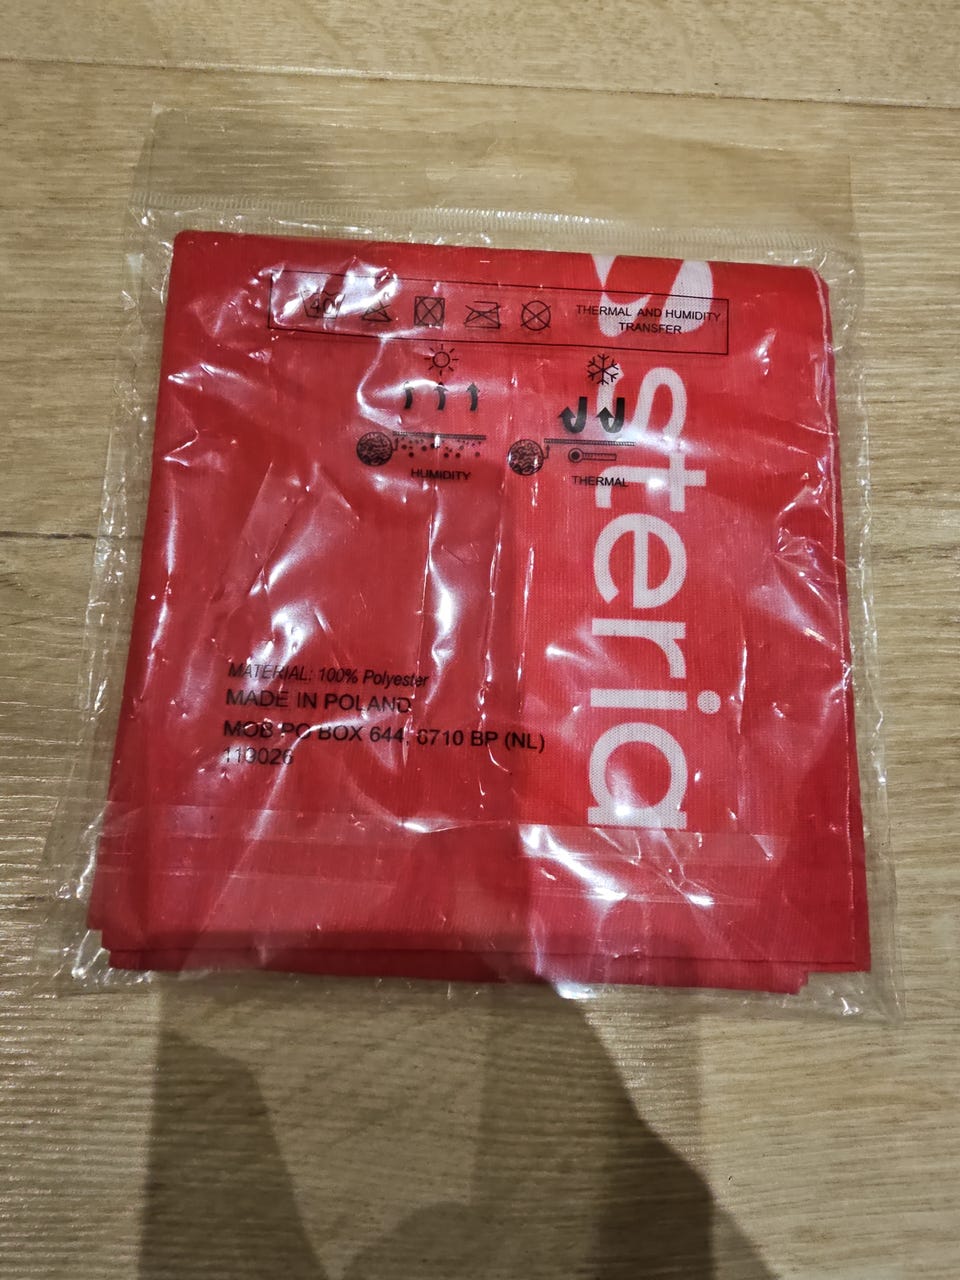 40
THERMAL AND HUMIDITY
TRANSFER
HUMIDITY
THERMAL
steria
MATERIAL: 100% Polyester
MADE IN POLAND
MOB PO BOX 644, 6710 BP (NL)
110026